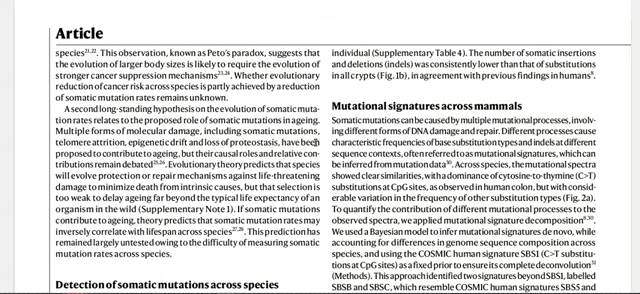 Article
species21,22. This observation, known as Peto's paradox, suggests that
the evolution of larger body sizes is likely to require the evolution of
stronger cancer suppression mechanisms23,24. Whether evolutionary
reduction of cancer risk across species is partly achieved by a reduction
of somatic mutation rates remains unknown.
A second long-standing hypothesis on the evolution of somatic muta-
tion rates relates to the proposed role of somatic mutations in ageing.
Multiple forms of molecular damage, including somatic mutations,
telomere attrition, epigenetic drift and loss of proteostasis, have been
proposed to contribute to ageing, but their causal roles and relative con-
tributions remain debated25,26. Evolutionary theory predicts that species
will evolve protection or repair mechanisms against life-threatening
damage to minimize death from intrinsic causes, but that selection is
too weak to delay ageing far beyond the typical life expectancy of an
organism in the wild (Supplementary Note 1). If somatic mutations
contribute to ageing, theory predicts that somatic mutation rates may
inversely correlate with lifespan across species27,28. This prediction has
remained largely untested owing to the difficulty of measuring somatic
mutation rates across species.
Detection of somatic mutations across species
individual (Supplementary Table 4). The number of somatic insertions
and deletions (indels) was consistently lower than that of substitutions
in all crypts (Fig. 1b), in agreement with previous findings in humans8.
Mutational signatures across mammals
Somatic mutations can be caused by multiple mutational processes, involv-
ing different forms of DNA damage and repair. Different processes cause
characteristic frequencies of base substitution types and indels at different
sequence contexts, often referred to as mutational signatures, which can
be inferred from mutation data30. Across species, the mutational spectra
showed clear similarities, with a dominance of cytosine-to-thymine (C>T)
substitutions at CpG sites, as observed in human colon, but with consid-
erable variation in the frequency of other substitution types (Fig. 2a).
To quantify the contribution of different mutational processes to the
observed spectra, we applied mutational signature decomposition8,30.
We used a Bayesian model to infer mutational signatures de novo, while
accounting for differences in genome sequence composition across
species, and using the COSMIC human signature SBS1 (C>T substitu-
tions at CpG sites) as a fixed prior to ensure its complete deconvolution31
(Methods). This approach identified two signatures beyond SBS1, labelled
SBSB and SBSC, which resemble COSMIC human signatures SBS5 and